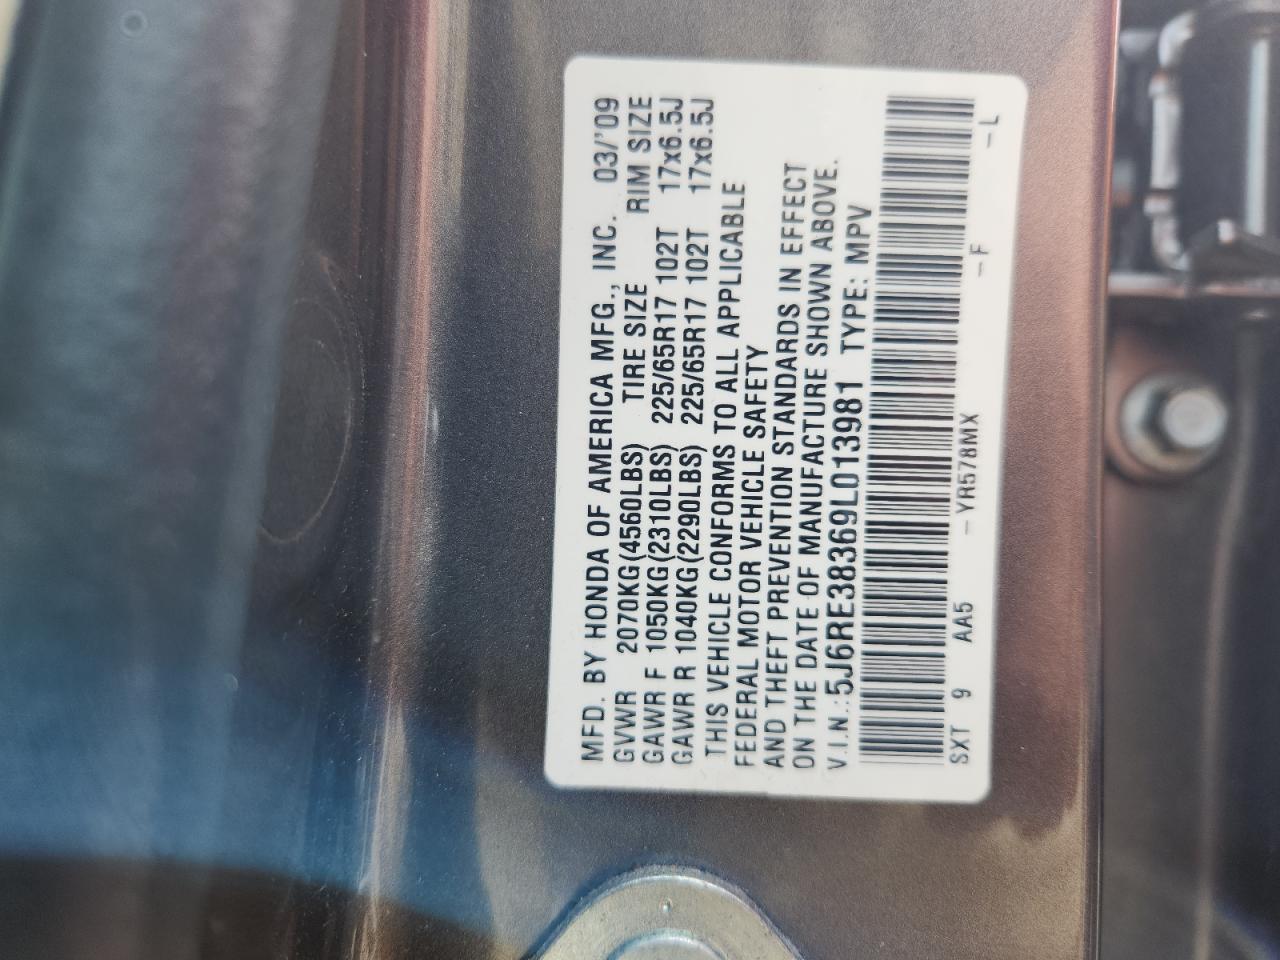 MFD. BY HONDA OF AMERICA MFG., INC. 03/'09
GVWR 2070KG(4560LBS) TIRE SIZE RIM SIZE
GAWR F 1050KG(2310LBS) 225/65R17 102T 17x6.5J
GAWR R 1040KG(2290LBS) 225/65R17 102T 17x6.5J
THIS VEHICLE CONFORMS TO ALL APPLICABLE
FEDERAL MOTOR VEHICLE SAFETY
AND THEFT PREVENTION STANDARDS IN EFFECT
ON THE DATE OF MANUFACTURE SHOWN ABOVE.
V.I.N.:5J6RE38369L013981 TYPE: MPV
SXT 9 AA5 -YR578MX -F -L